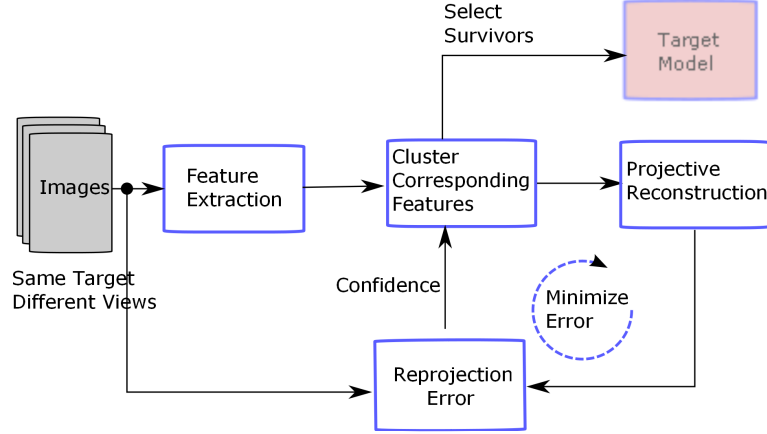 Select
Survivors
Target
Model
Images
Feature
Extraction
Cluster
Corresponding
Features
Projective
Reconstruction
Same Target
Different Views
Confidence
Minimize
Error
Reprojection
Error